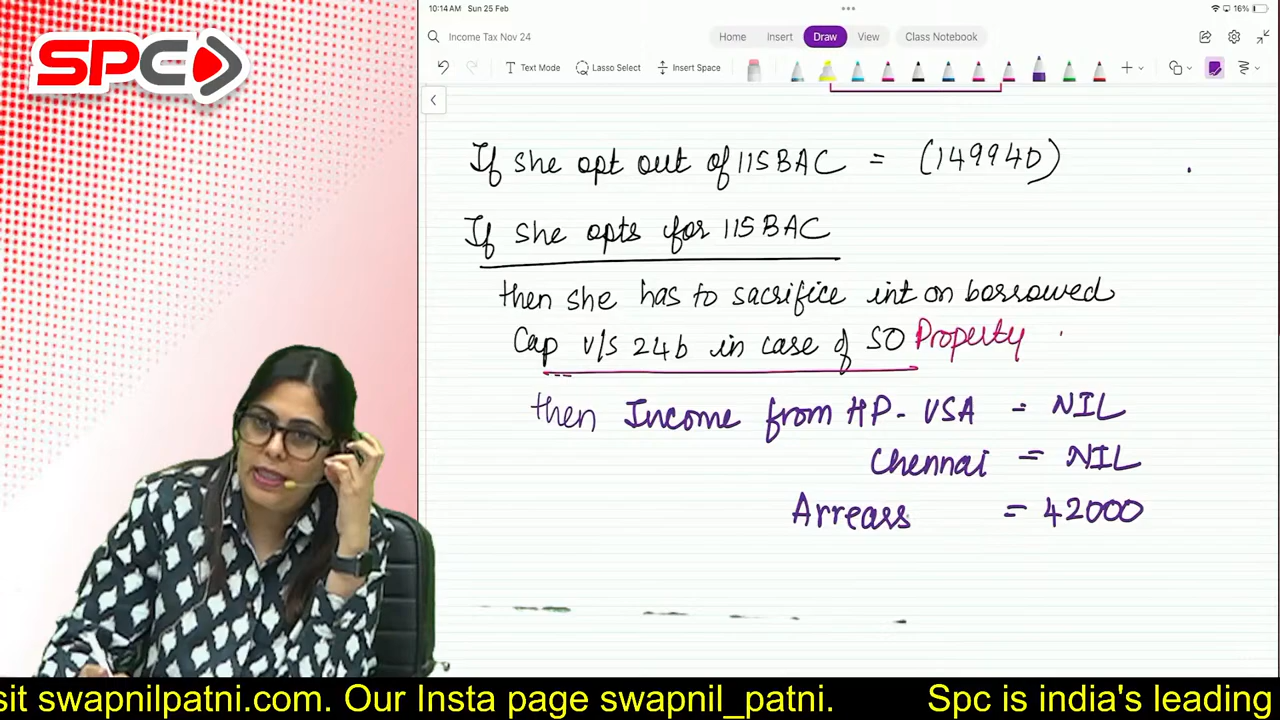 10:14 AM Sun 25 Feb
16%
SPC
Income Tax Nov 24
Home Insert Draw View Class Notebook
Text Mode Lasso Select Insert Space
If she opt out of 115BAC = (149940)
If she opts for 115BAC
then she has to sacrifice int on borrowed
Cap v/s 24b in case of SO Property
then Income from HP - USA = NIL
Chennai = NIL
Arrears = 42000
sit swapnilpatni.com. Our Insta page swapnil_patni. Spc is india's leading